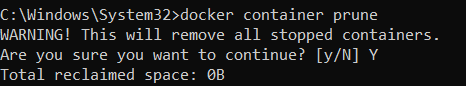 C:\Windows\System32>docker container prune
WARNING! This will remove all stopped containers.
Are you sure you want to continue? [y/N] Y
Total reclaimed space: 0B